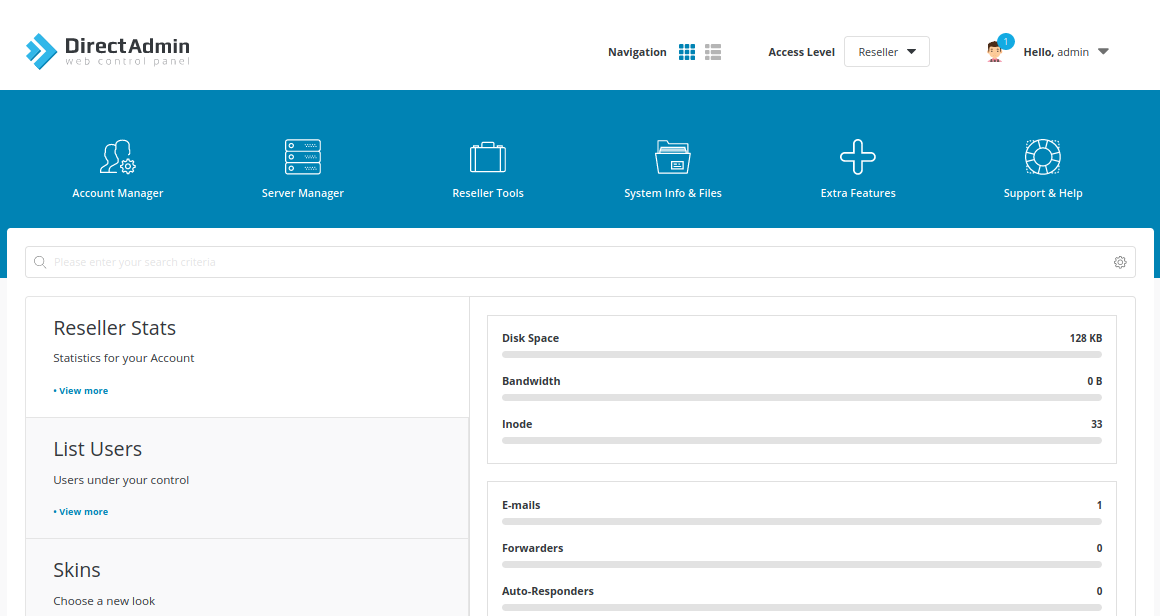 DirectAdmin
web control panel
Navigation
Access Level
Reseller
1
Hello, admin
Account Manager
Server Manager
Reseller Tools
System Info & Files
Extra Features
Support & Help
Please enter your search criteria
Reseller Stats
Statistics for your Account
• View more
List Users
Users under your control
• View more
Skins
Choose a new look
Disk Space 128 KB
Bandwidth 0 B
Inode 33
E-mails 1
Forwarders 0
Auto-Responders 0